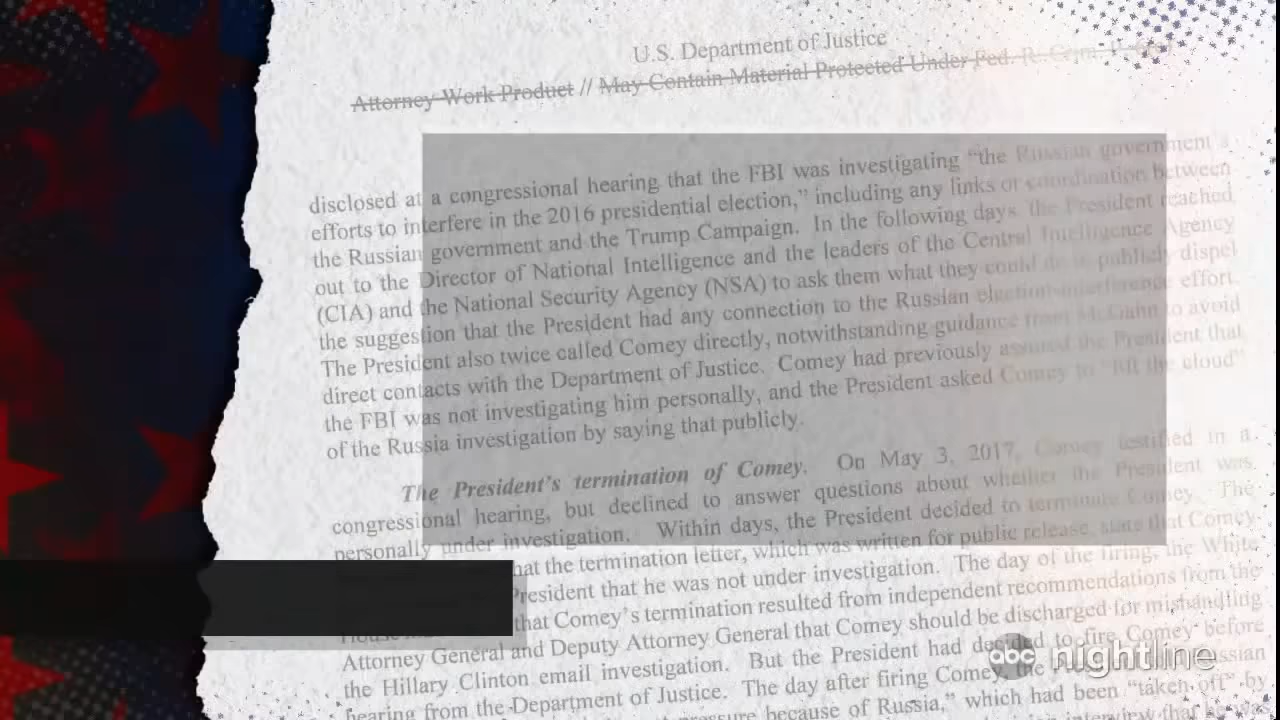 U.S. Department of Justice
Attorney Work Product // May Contain Material Protected Under Fed. R. Crim. P.
disclosed at a congressional hearing that the FBI was investigating “the Russian government's
efforts to interfere in the 2016 presidential election,” including any links or coordination between
the Russian government and the Trump Campaign. In the following days, the President reached
out to the Director of National Intelligence and the leaders of the Central Intelligence Agency
(CIA) and the National Security Agency (NSA) to ask them what they could do to publicly dispel
the suggestion that the President had any connection to the Russian election-interference effort.
The President also twice called Comey directly, notwithstanding guidance from McGahn to avoid
direct contacts with the Department of Justice. Comey had previously assured the President that
the FBI was not investigating him personally, and the President asked Comey to “lift the cloud”
of the Russia investigation by saying that publicly.
The President's termination of Comey. On May 3, 2017, Comey testified in a
congressional hearing, but declined to answer questions about whether the President was
personally under investigation. Within days, the President decided to terminate Comey. The
hat the termination letter, which was written for public release, state that Comey
President that he was not under investigation. The day of the firing, the White
House that Comey's termination resulted from independent recommendations from the
Attorney General and Deputy Attorney General that Comey should be discharged for mishandling
the Hillary Clinton email investigation. But the President had decided to fire Comey before
hearing from the Department of Justice. The day after firing Comey, the Russian
pressure because of Russia,” which had been “taken off” by
interview that he was
abc nightline